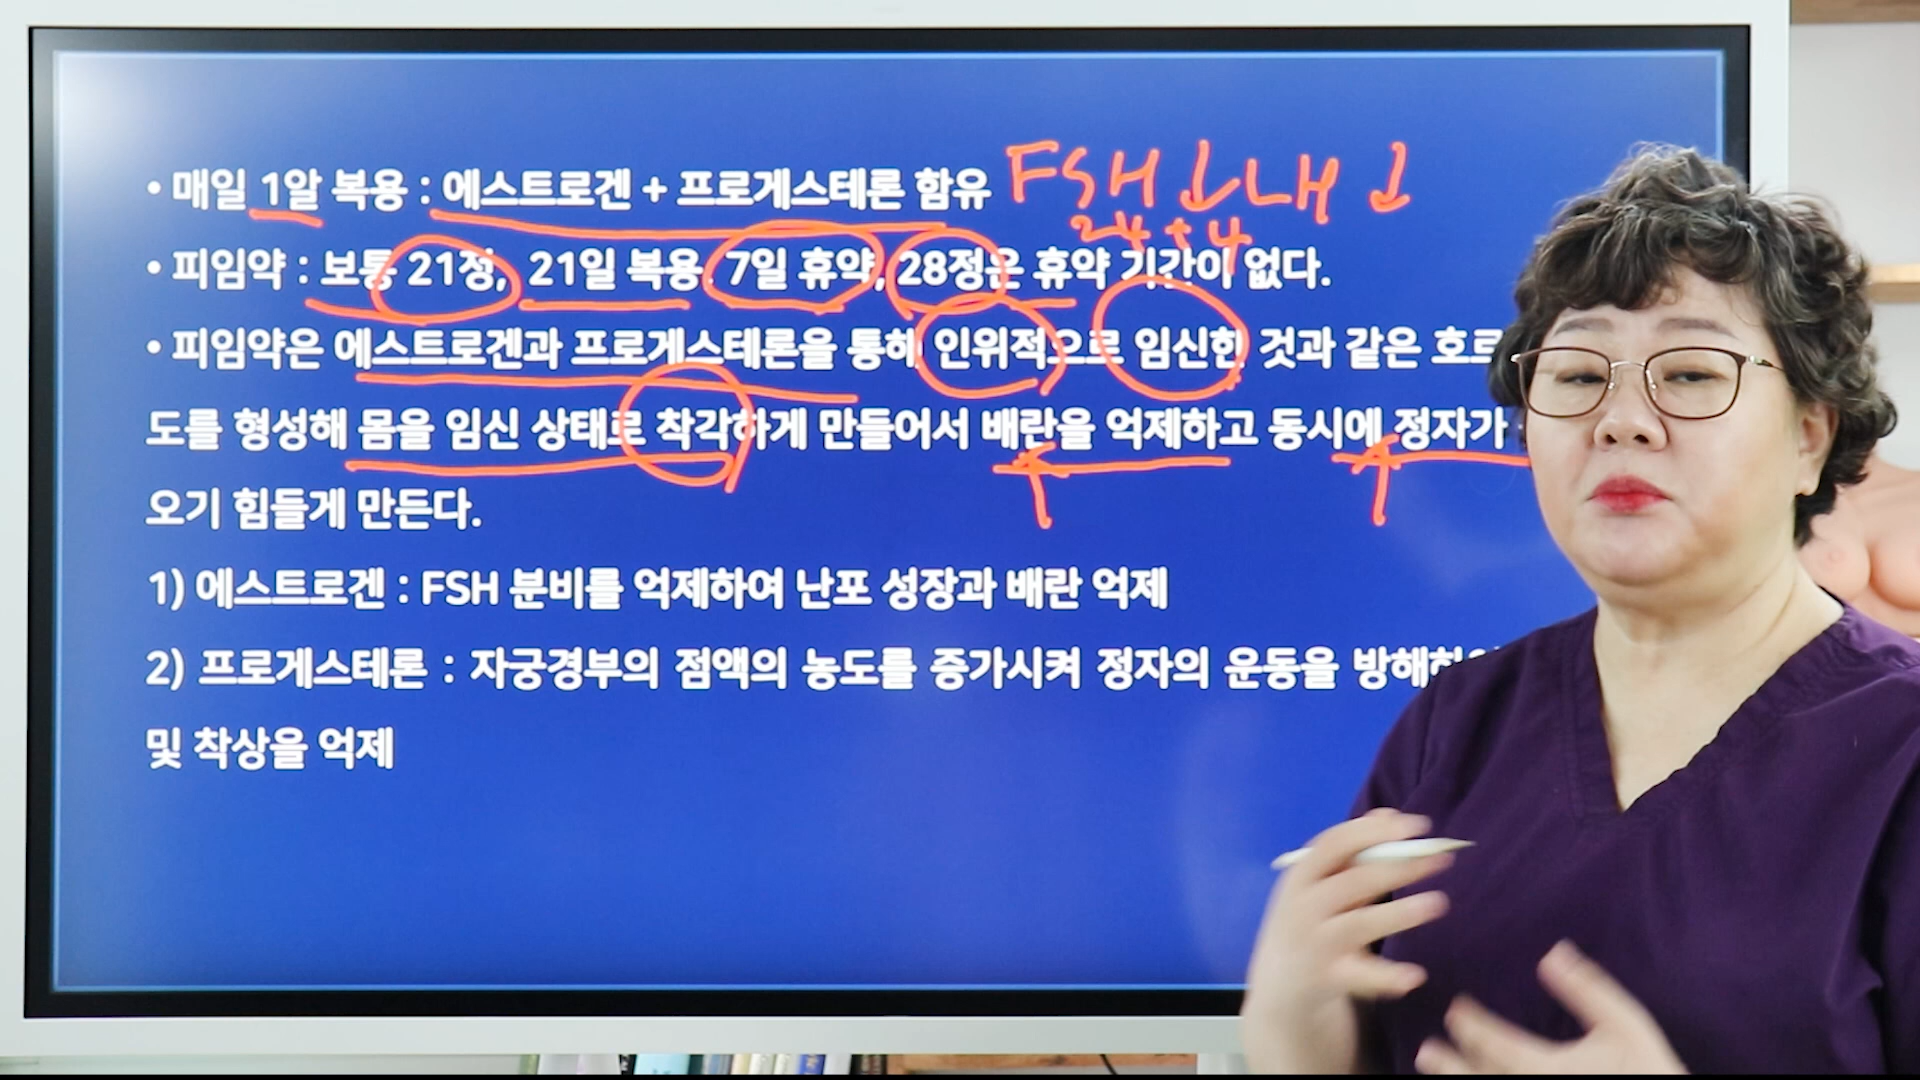 • 매일 1알 복용 : 에스트로겐 + 프로게스테론 함유 FSH ↓ LH ↓
24+4
• 피임약 : 보통 21정, 21일 복용, 7일 휴약, 28정은 휴약 기간이 없다.
• 피임약은 에스트로겐과 프로게스테론을 통해 인위적으로 임신한 것과 같은 호르
도를 형성해 몸을 임신 상태로 착각하게 만들어서 배란을 억제하고 동시에 정자가
오기 힘들게 만든다.
1) 에스트로겐 : FSH 분비를 억제하여 난포 성장과 배란 억제
2) 프로게스테론 : 자궁경부의 점액의 농도를 증가시켜 정자의 운동을
및 착상을 억제